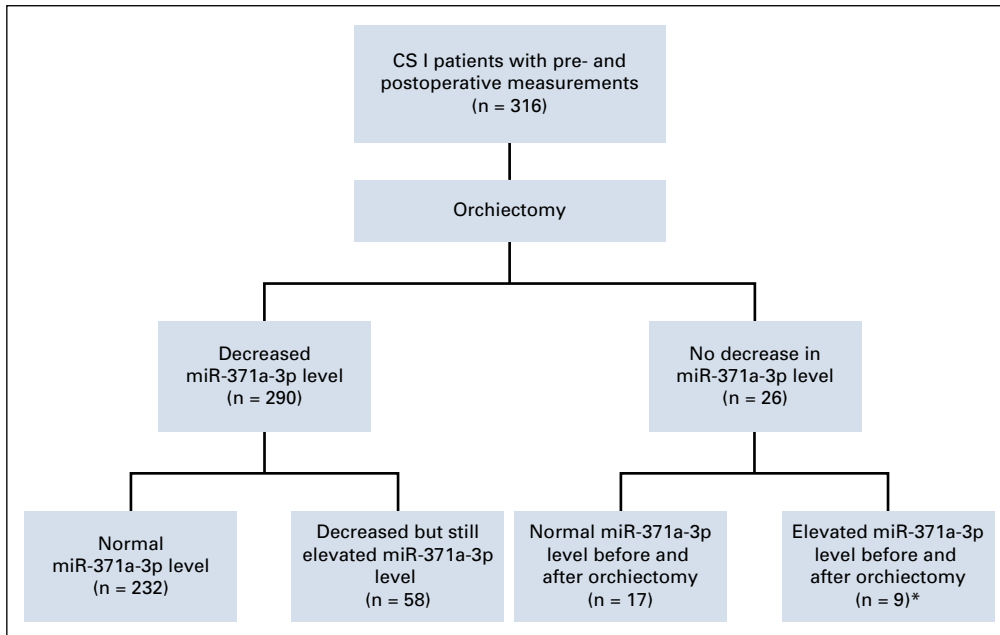 CS I patients with pre- and
postoperative measurements
(n = 316)
Orchiectomy
Decreased
miR-371a-3p level
(n = 290)
No decrease in
miR-371a-3p level
(n = 26)
Normal
miR-371a-3p level
(n = 232)
Decreased but still
elevated miR-371a-3p
level
(n = 58)
Normal miR-371a-3p
level before and
after orchiectomy
(n = 17)
Elevated miR-371a-3p
level before and
after orchiectomy
(n = 9)*